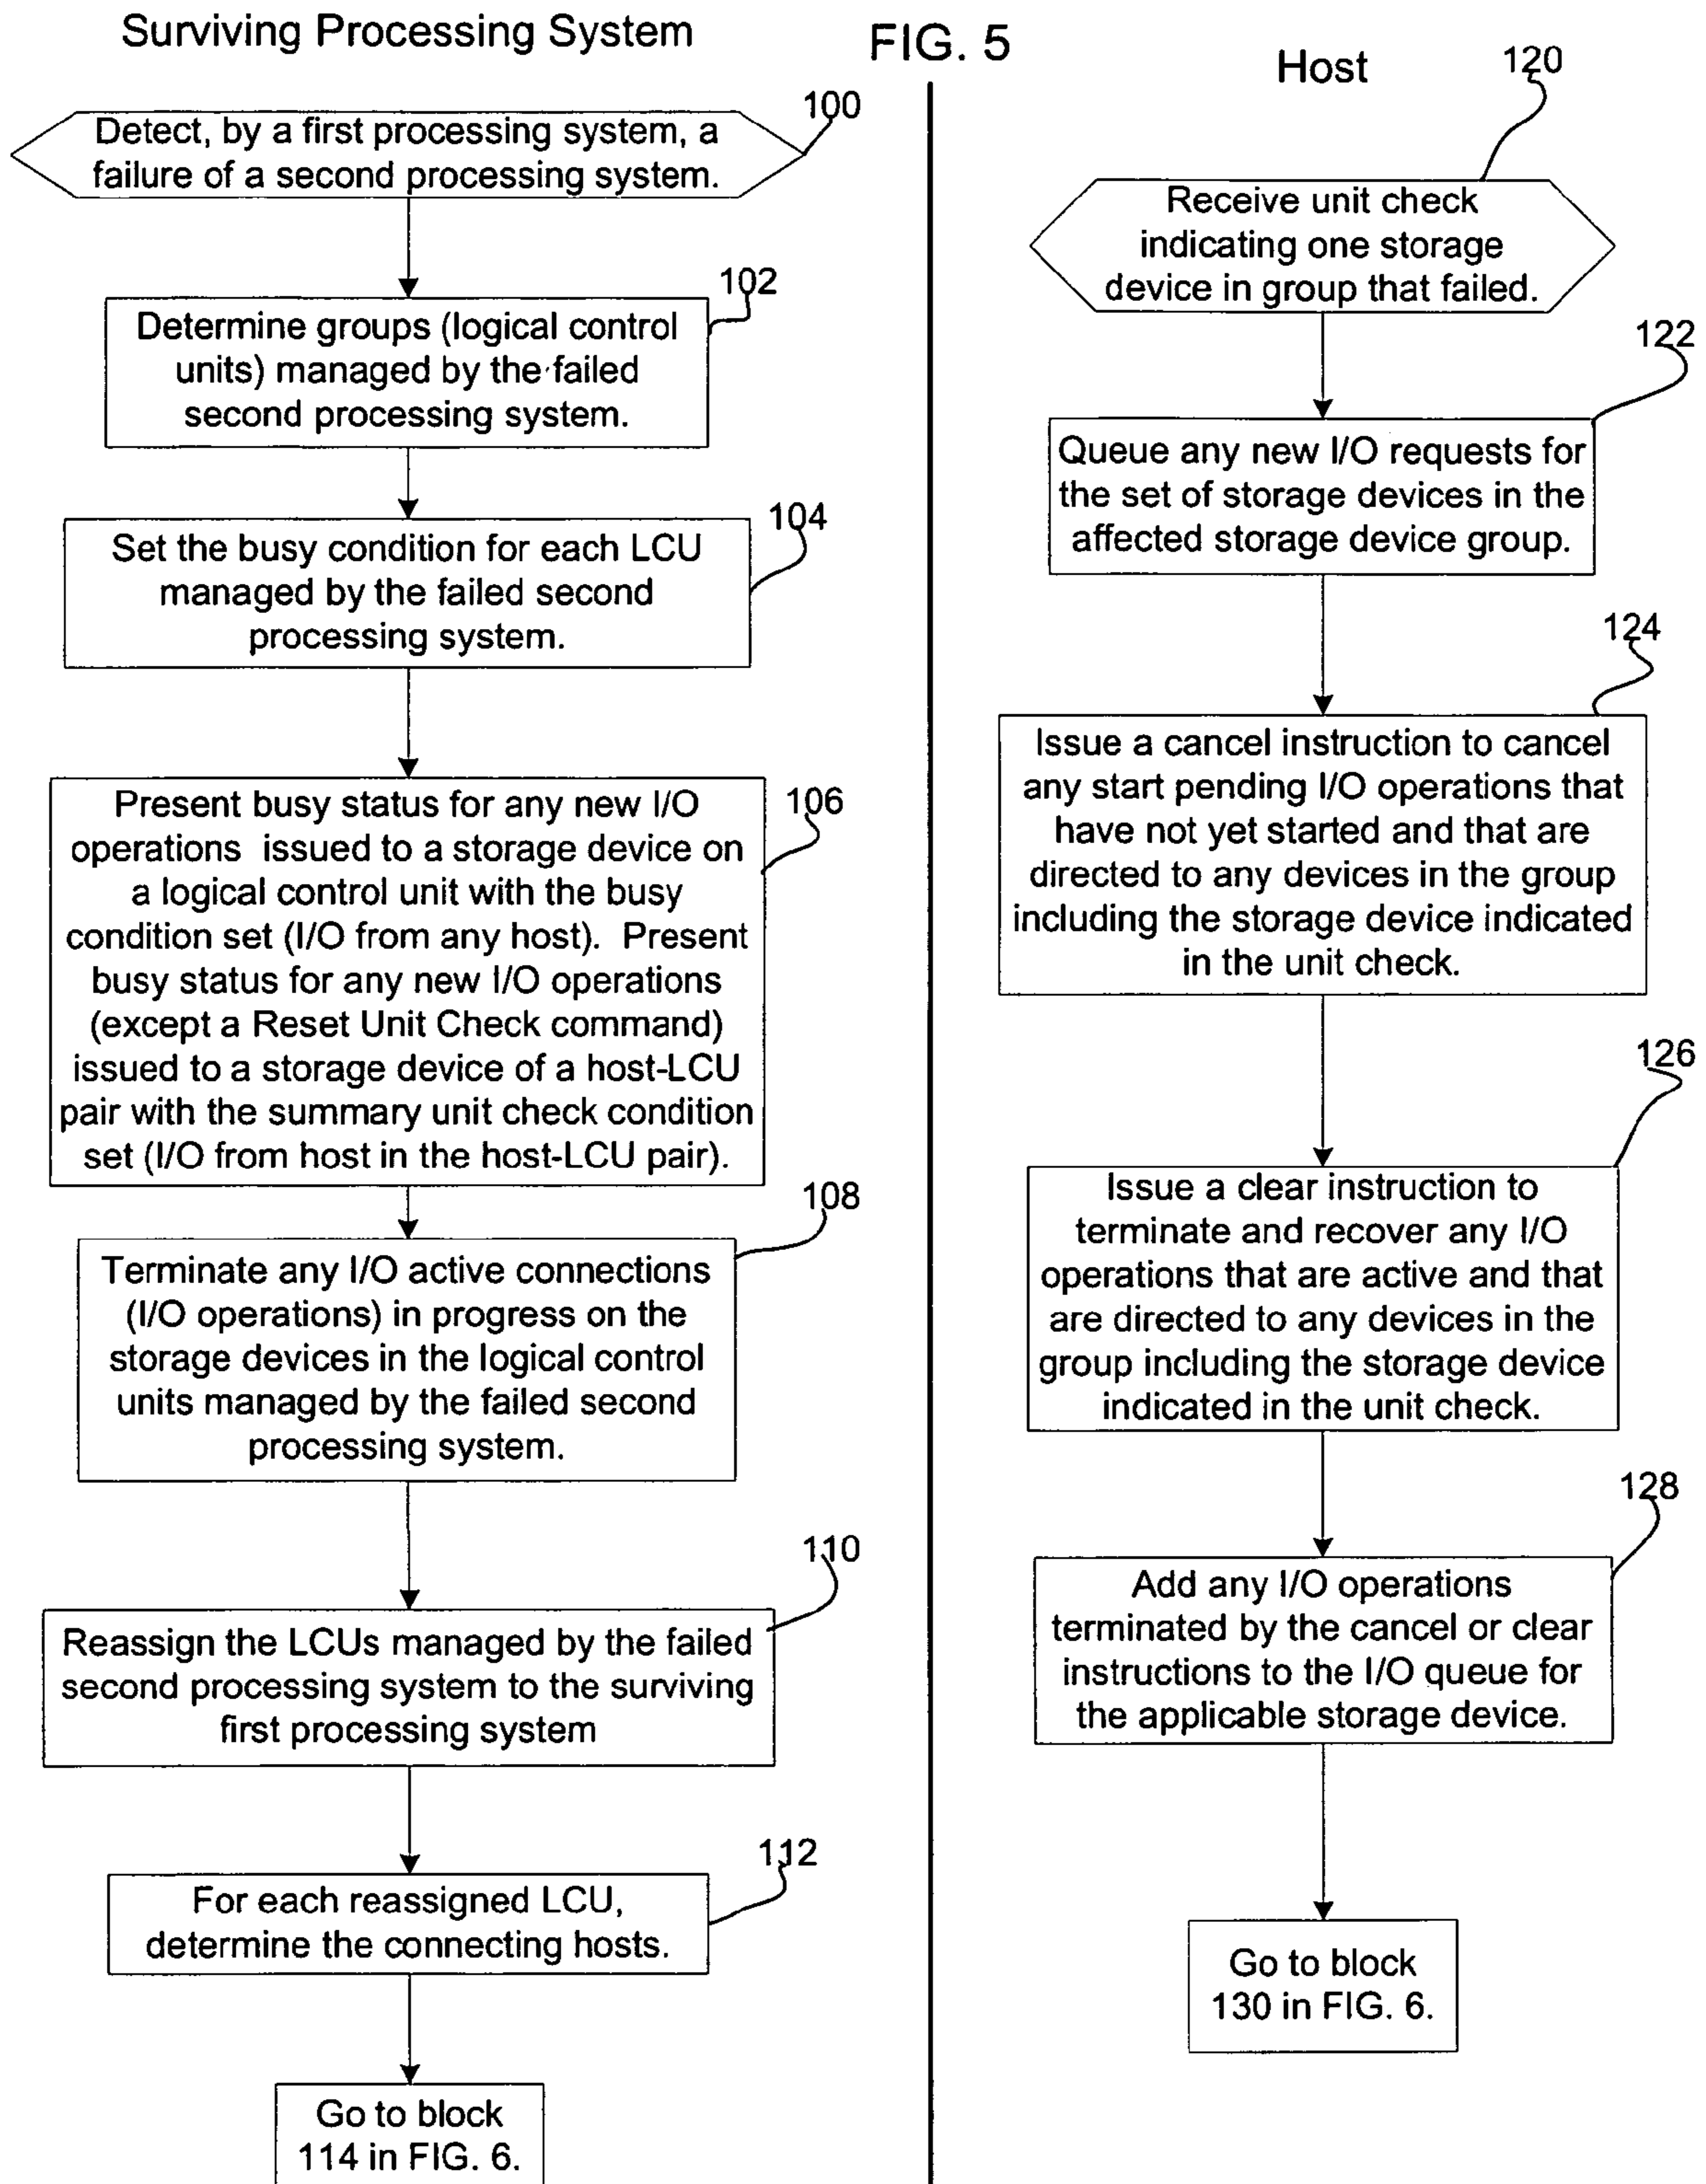 Surviving Processing System
FIG. 5
100
Detect, by a first processing system, a
failure of a second processing system.
102
Determine groups (logical control
units) managed by the failed
second processing system.
104
Set the busy condition for each LCU
managed by the failed second
processing system.
106
Present busy status for any new I/O
operations issued to a storage device on
a logical control unit with the busy
condition set (I/O from any host). Present
busy status for any new I/O operations
(except a Reset Unit Check command)
issued to a storage device of a host-LCU
pair with the summary unit check condition
set (I/O from host in the host-LCU pair).
108
Terminate any I/O active connections
(I/O operations) in progress on the
storage devices in the logical control
units managed by the failed second
processing system.
110
Reassign the LCUs managed by the failed
second processing system to the surviving
first processing system
112
For each reassigned LCU,
determine the connecting hosts.
Go to block
114 in FIG. 6.
Host
120
Receive unit check
indicating one storage
device in group that failed.
122
Queue any new I/O requests for
the set of storage devices in the
affected storage device group.
124
Issue a cancel instruction to cancel
any start pending I/O operations that
have not yet started and that are
directed to any devices in the group
including the storage device indicated
in the unit check.
126
Issue a clear instruction to
terminate and recover any I/O
operations that are active and that
are directed to any devices in the
group including the storage device
indicated in the unit check.
128
Add any I/O operations
terminated by the cancel or clear
instructions to the I/O queue for
the applicable storage device.
Go to block
130 in FIG. 6.